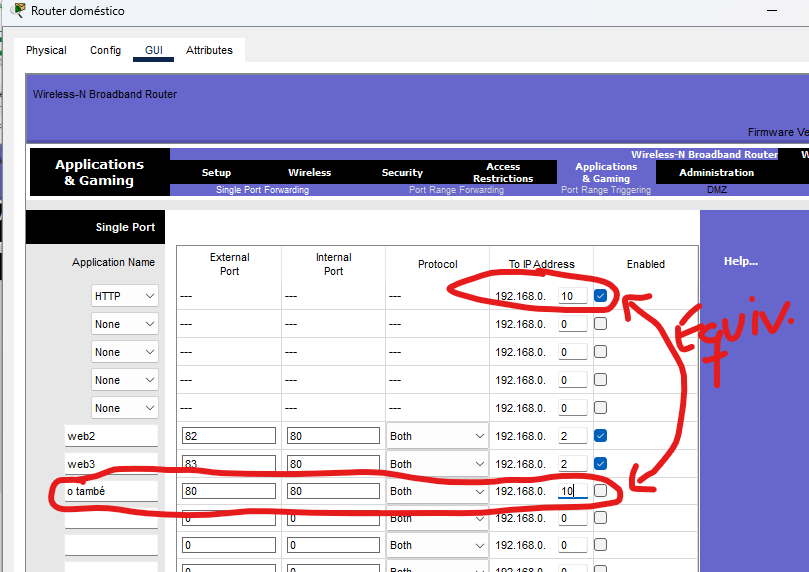 Router doméstico
Physical Config GUI Attributes
Wireless-N Broadband Router
Firmware Ve
Wireless-N Broadband Router W
Applications & Gaming
Setup Wireless Security Access Restrictions Applications & Gaming Administration
Single Port Forwarding Port Range Forwarding Port Range Triggering DMZ
Single Port
Help...
Application Name External Port Internal Port Protocol To IP Address Enabled
HTTP --- --- --- 192.168.0. 10
None --- --- --- 192.168.0. 0
None --- --- --- 192.168.0. 0
None --- --- --- 192.168.0. 0
None --- --- --- 192.168.0. 0
web2 82 80 Both 192.168.0. 2
web3 83 80 Both 192.168.0. 2
o també 80 80 Both 192.168.0. 10
0 0 Both 192.168.0. 0
0 0 Both 192.168.0. 0
0 0 Both 192.168.0. 0
Equiv.